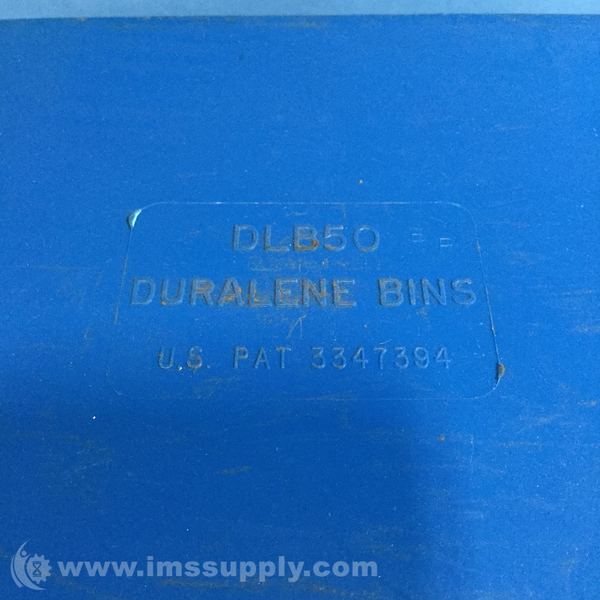 DLB50
DURALENE BINS
U.S. PAT 3347394
www.imssupply.com